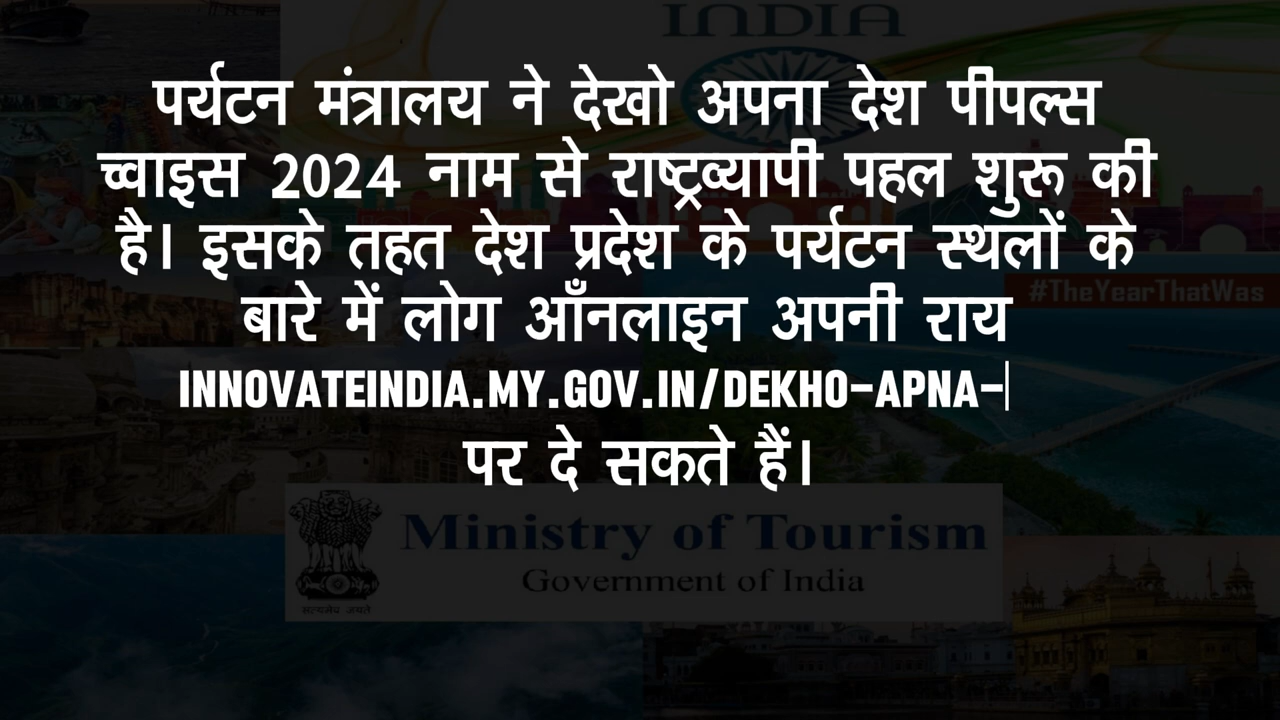 INDIA
पर्यटन मंत्रालय ने देखो अपना देश पीपल्स
च्वाइस 2024 नाम से राष्ट्रव्यापी पहल शुरू की
है। इसके तहत देश प्रदेश के पर्यटन स्थलों के
#TheYearThatWas
बारे में लोग आँनलाइन अपनी राय
INNOVATEINDIA.MY.GOV.IN/DEKHO-APNA-
पर दे सकते हैं।
Ministry of Tourism
Government of India
सत्यमेव जयते